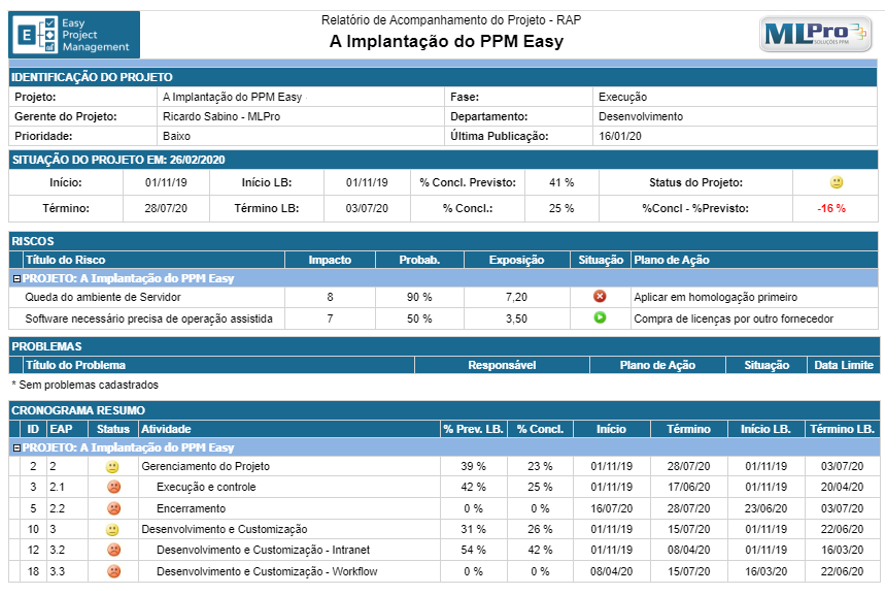 Easy
Project
Management
E
Relatório de Acompanhamento do Projeto - RAP
A Implantação do PPM Easy
MLPro
SOLUÇÕES PPM
IDENTIFICAÇÃO DO PROJETO
Projeto: A Implantação do PPM Easy Fase: Execução
Gerente do Projeto: Ricardo Sabino - MLPro Departamento: Desenvolvimento
Prioridade: Baixo Última Publicação: 16/01/20
SITUAÇÃO DO PROJETO EM: 26/02/2020
Início: 01/11/19 Início LB: 01/11/19 % Concl. Previsto: 41 % Status do Projeto:
Término: 28/07/20 Término LB: 03/07/20 % Concl.: 25 % %Concl - %Previsto: -16 %
RISCOS
Título do Risco Impacto Probab. Exposição Situação Plano de Ação
PROJETO: A Implantação do PPM Easy
Queda do ambiente de Servidor 8 90 % 7,20 Aplicar em homologação primeiro
Software necessário precisa de operação assistida 7 50 % 3,50 Compra de licenças por outro fornecedor
PROBLEMAS
Título do Problema Responsável Plano de Ação Situação Data Limite
* Sem problemas cadastrados
CRONOGRAMA RESUMO
ID EAP Status Atividade % Prev. LB. % Concl. Início Término Início LB. Término LB.
PROJETO: A Implantação do PPM Easy
2 2 Gerenciamento do Projeto 39 % 23 % 01/11/19 28/07/20 01/11/19 03/07/20
3 2.1 Execução e controle 42 % 25 % 01/11/19 17/06/20 01/11/19 20/04/20
5 2.2 Encerramento 0 % 0 % 16/07/20 28/07/20 23/06/20 03/07/20
10 3 Desenvolvimento e Customização 31 % 26 % 01/11/19 15/07/20 01/11/19 22/06/20
12 3.2 Desenvolvimento e Customização - Intranet 54 % 42 % 01/11/19 08/04/20 01/11/19 16/03/20
18 3.3 Desenvolvimento e Customização - Workflow 0 % 0 % 08/04/20 15/07/20 16/03/20 22/06/20